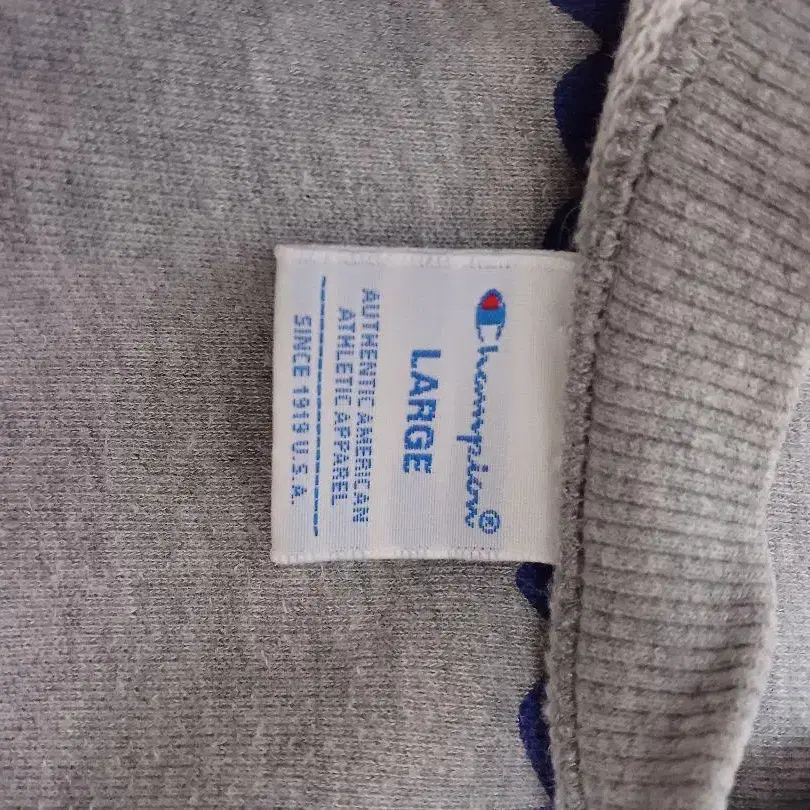 Champion®
LARGE
AUTHENTIC AMERICAN
ATHLETIC APPAREL
SINCE 1919 U.S.A.